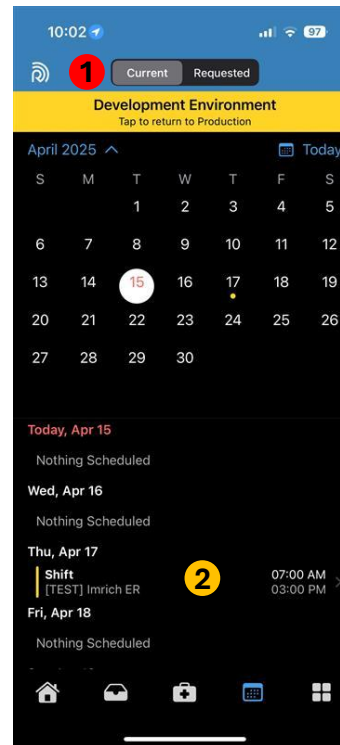 10:02 97
1 Current Requested
Development Environment
Tap to return to Production
April 2025 Today
S M T W T F S
1 2 3 4 5
6 7 8 9 10 11 12
13 14 15 16 17 18 19
20 21 22 23 24 25 26
27 28 29 30
Today, Apr 15
Nothing Scheduled
Wed, Apr 16
Nothing Scheduled
Thu, Apr 17
Shift 2 07:00 AM
[TEST] Imrich ER 03:00 PM
Fri, Apr 18
Nothing Scheduled